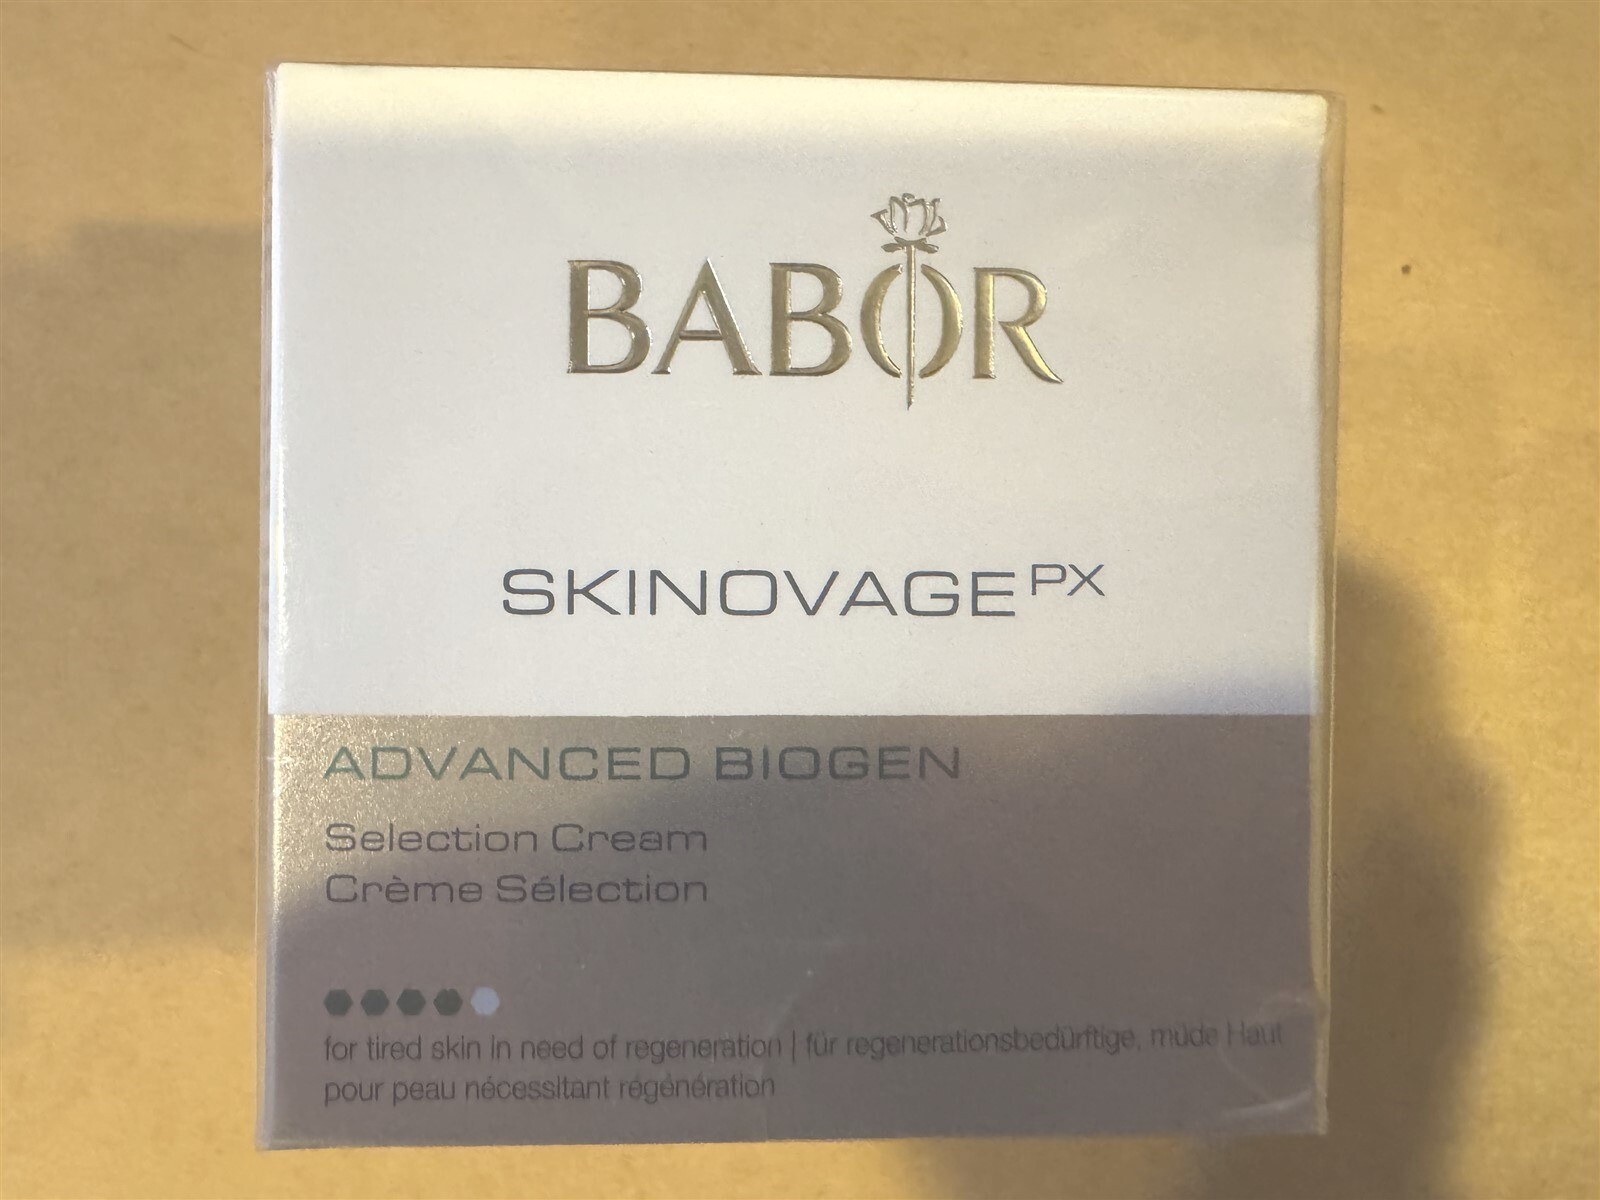 BABOR
SKINOVAGE PX
ADVANCED BIOGEN
Selection Cream
Crème Sélection
for tired skin in need of regeneration | für regenerationsbedürftige, müde Haut
pour peau nécessitant régénération